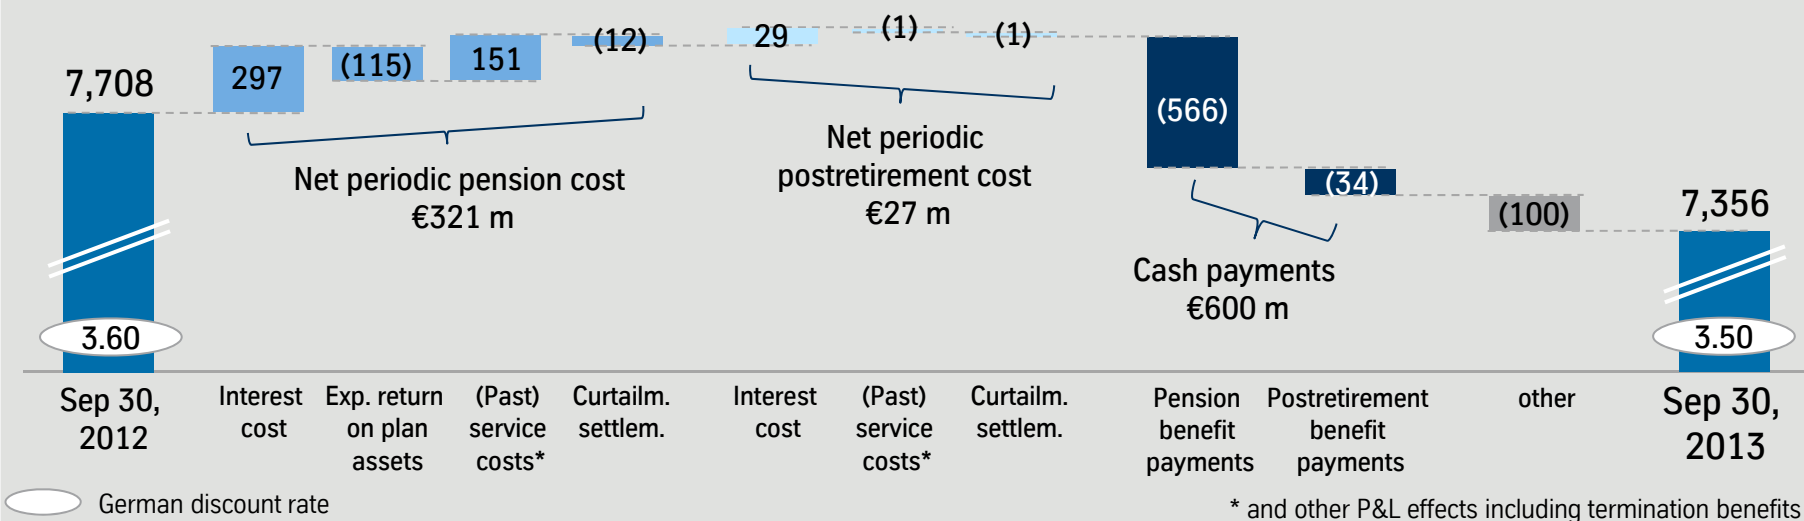 7,708
297
(115)
151
(12)
29
(1)
(1)
(566)
(34)
(100)
7,356
Net periodic pension cost
€321 m
Net periodic
postretirement cost
€27 m
Cash payments
€600 m
3.60
3.50
Sep 30,
2012
Interest
cost
Exp. return
on plan
assets
(Past)
service
costs*
Curtailm.
settlem.
Interest
cost
(Past)
service
costs*
Curtailm.
settlem.
Pension
benefit
payments
Postretirement
benefit
payments
other
Sep 30,
2013
German discount rate
* and other P&L effects including termination benefits